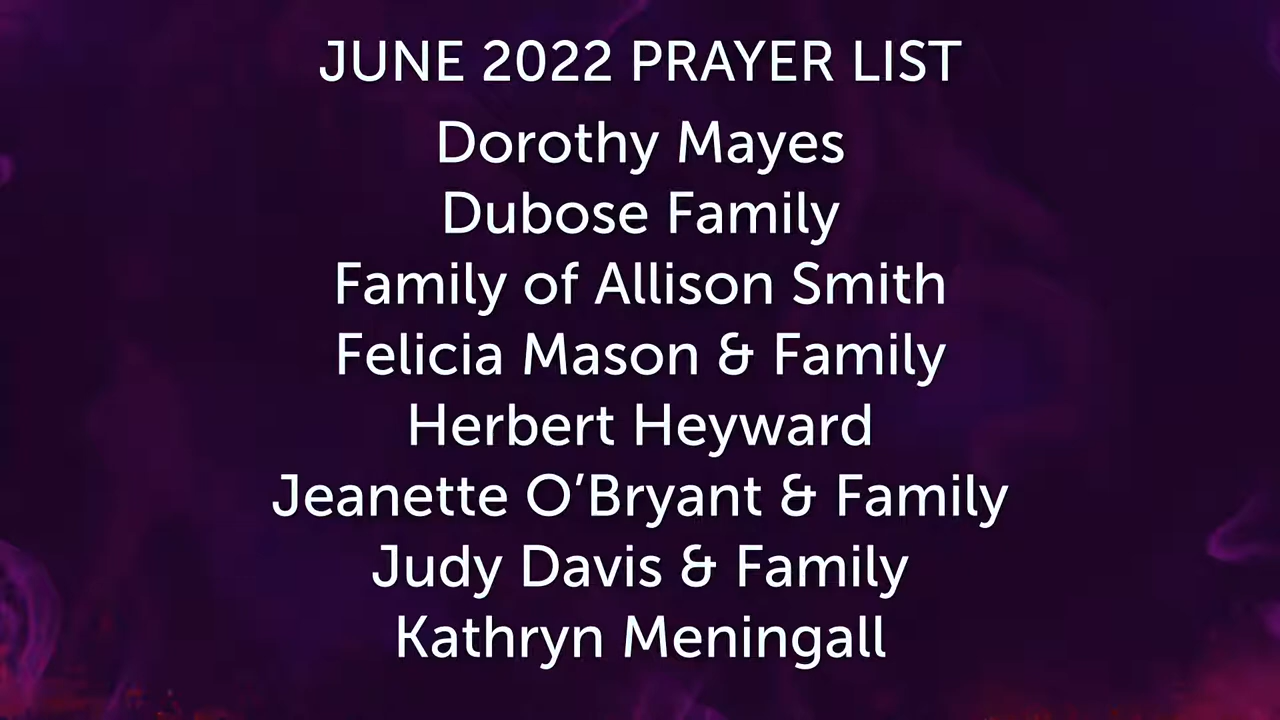 JUNE 2022 PRAYER LIST
Dorothy Mayes
Dubose Family
Family of Allison Smith
Felicia Mason & Family
Herbert Heyward
Jeanette O’Bryant & Family
Judy Davis & Family
Kathryn Meningall